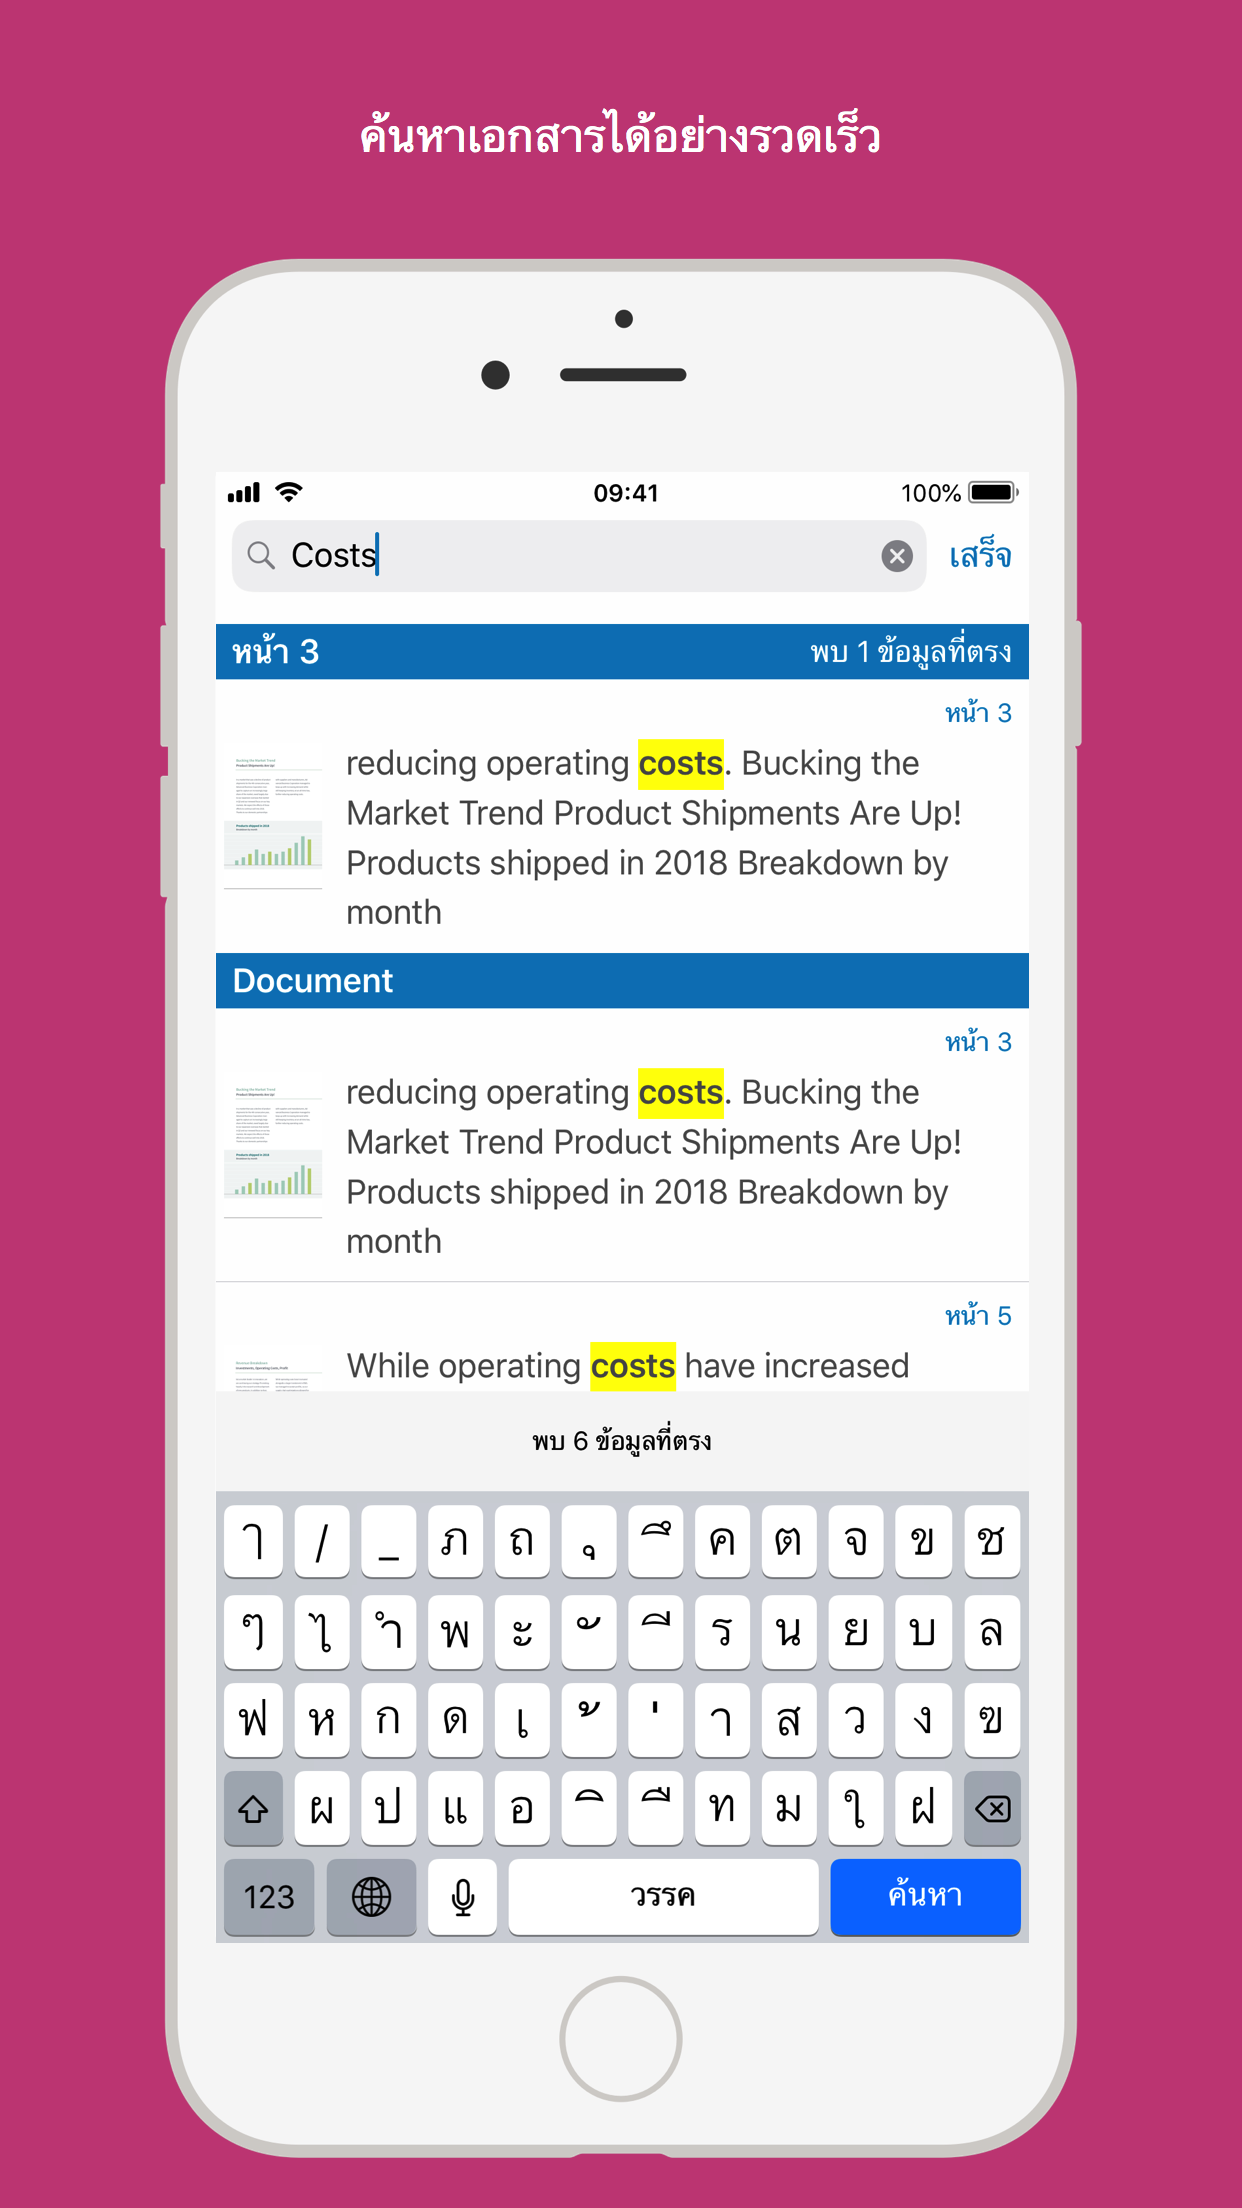 ค้นหาเอกสารได้อย่างรวดเร็ว
09:41
100%
Costs
เสร็จ
หน้า 3
พบ 1 ข้อมูลที่ตรง
หน้า 3
reducing operating costs. Bucking the
Market Trend Product Shipments Are Up!
Products shipped in 2018 Breakdown by
month
Document
หน้า 3
reducing operating costs. Bucking the
Market Trend Product Shipments Are Up!
Products shipped in 2018 Breakdown by
month
หน้า 5
While operating costs have increased
พบ 6 ข้อมูลที่ตรง
ๅ / _ ภ ถ ุ ึ ค ต จ ข ช
ๆ ไ ำ พ ะ ั ี ร น ย บ ล
ฟ ห ก ด เ ้ ่ า ส ว ง ฃ
ผ ป แ อ ิ ื ท ม ใ ฝ
123 วรรค ค้นหา